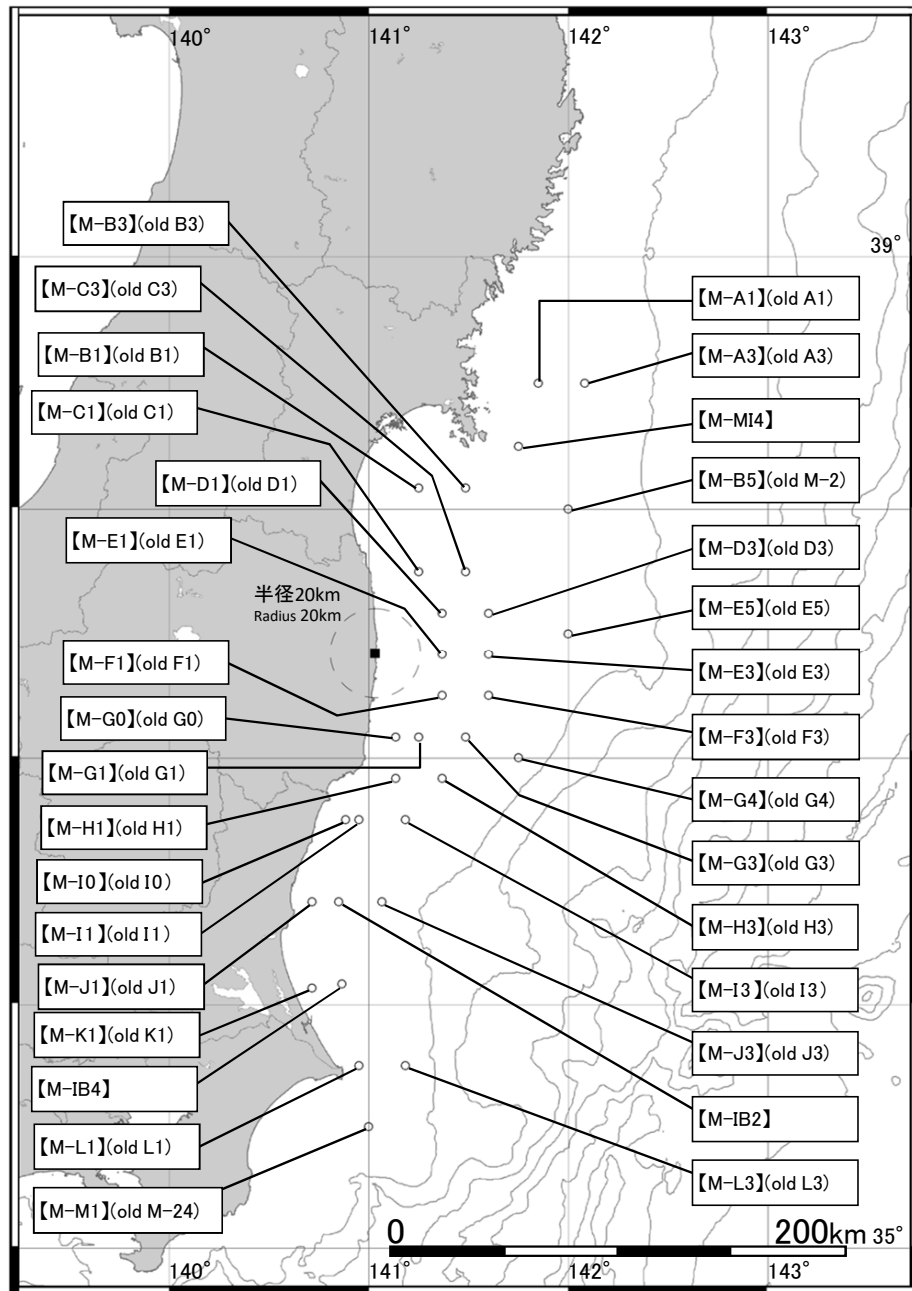 140° 141° 142° 143°
39°
【M-B3】(old B3)
【M-C3】(old C3)
【M-B1】(old B1)
【M-C1】(old C1)
【M-D1】(old D1)
【M-E1】(old E1)
半径20km
Radius 20km
【M-F1】(old F1)
【M-G0】(old G0)
【M-G1】(old G1)
【M-H1】(old H1)
【M-I0】(old I0)
【M-I1】(old I1)
【M-J1】(old J1)
【M-K1】(old K1)
【M-IB4】
【M-L1】(old L1)
【M-M1】(old M-24)
【M-A1】(old A1)
【M-A3】(old A3)
【M-MI4】
【M-B5】(old M-2)
【M-D3】(old D3)
【M-E5】(old E5)
【M-E3】(old E3)
【M-F3】(old F3)
【M-G4】(old G4)
【M-G3】(old G3)
【M-H3】(old H3)
【M-I3】(old I3)
【M-J3】(old J3)
【M-IB2】
【M-L3】(old L3)
0 200km 35°
140° 141° 142° 143°